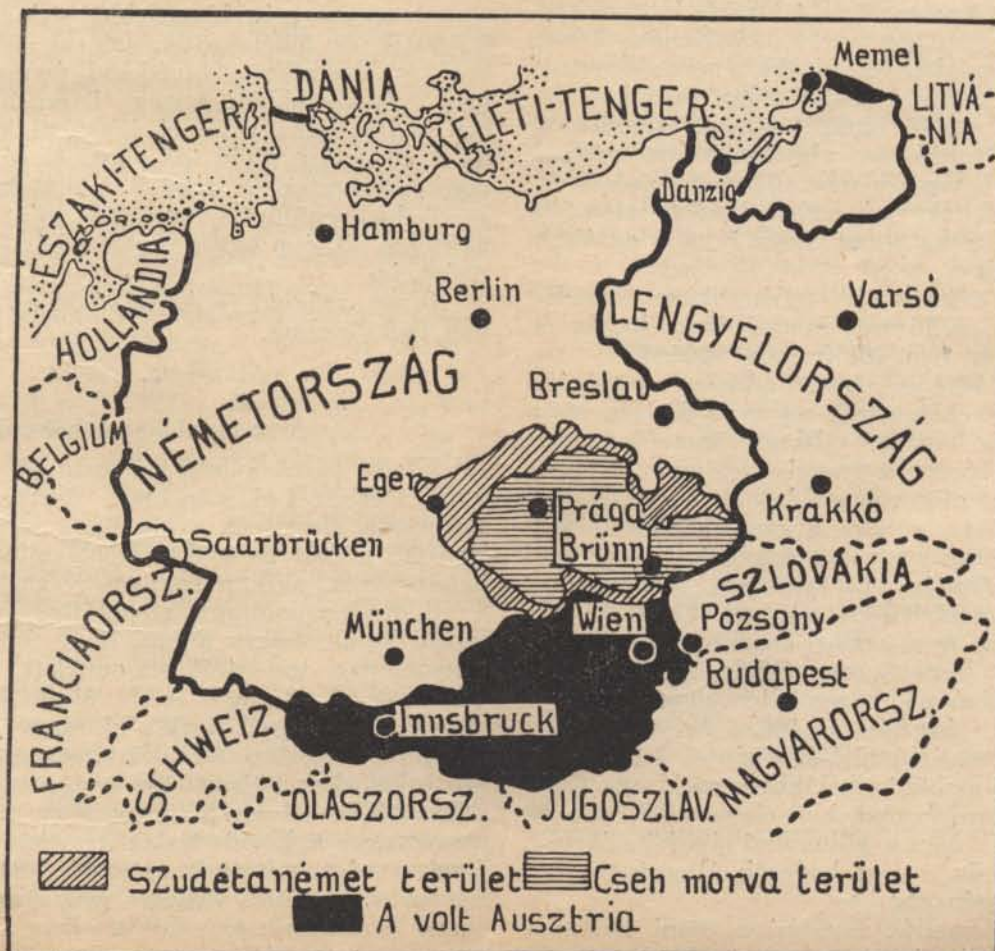 Memel
DÁNIA
KELETI-TENGER
LITVÁ-
NIA
ÉSZAKI-TENGER
Danzig
Hamburg
HOLLANDIA
Berlin
Varsó
LENGYELORSZÁG
NÉMETORSZÁG
Breslav
BELGIUM
Eger
Prága
Krakkó
Saarbrücken
Brünn
SZLOVÁKIA
FRANCIAORSZ.
München
Wien
Pozsony
Budapest
MAGYARORSZ.
SCHWEIZ
Innsbruck
OLASZORSZ.
JUGOSZLÁV.
SZudétanémet terület
Cseh morva terület
A volt Ausztria